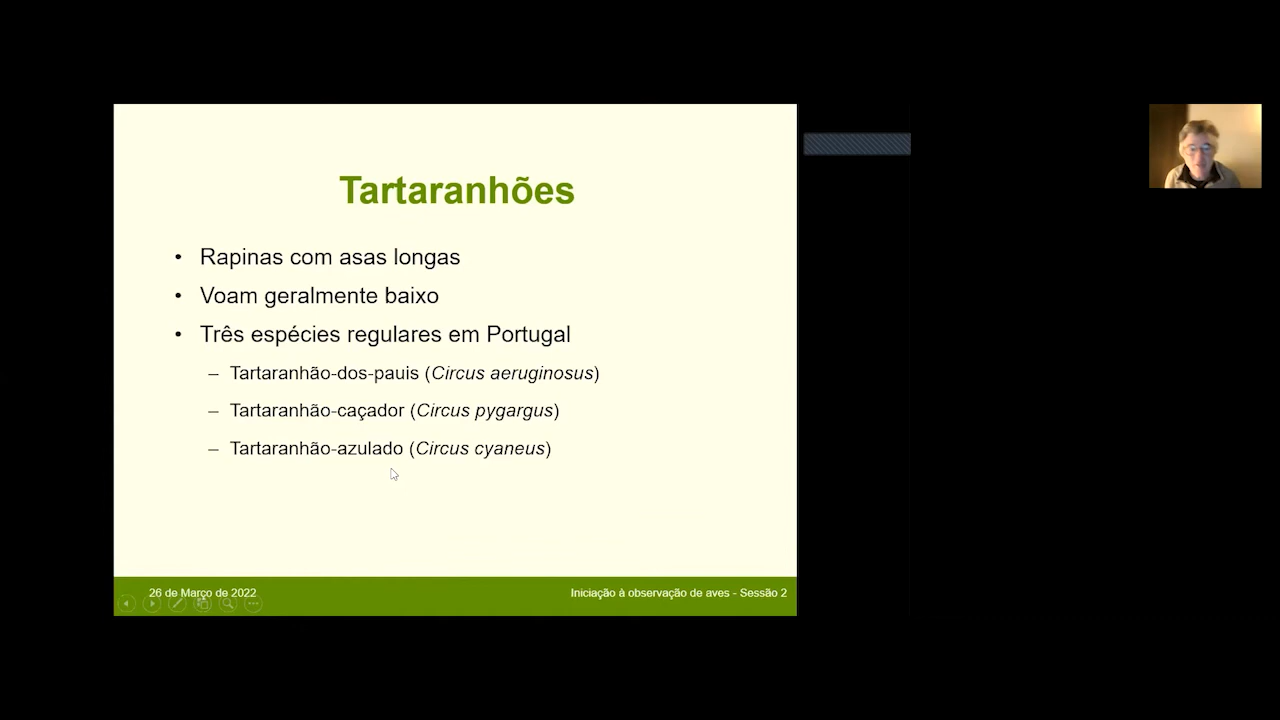 Tartaranhões
• Rapinas com asas longas
• Voam geralmente baixo
• Três espécies regulares em Portugal
– Tartaranhão-dos-pauis (Circus aeruginosus)
– Tartaranhão-caçador (Circus pygargus)
– Tartaranhão-azulado (Circus cyaneus)
26 de Março de 2022
Iniciação à observação de aves - Sessão 2